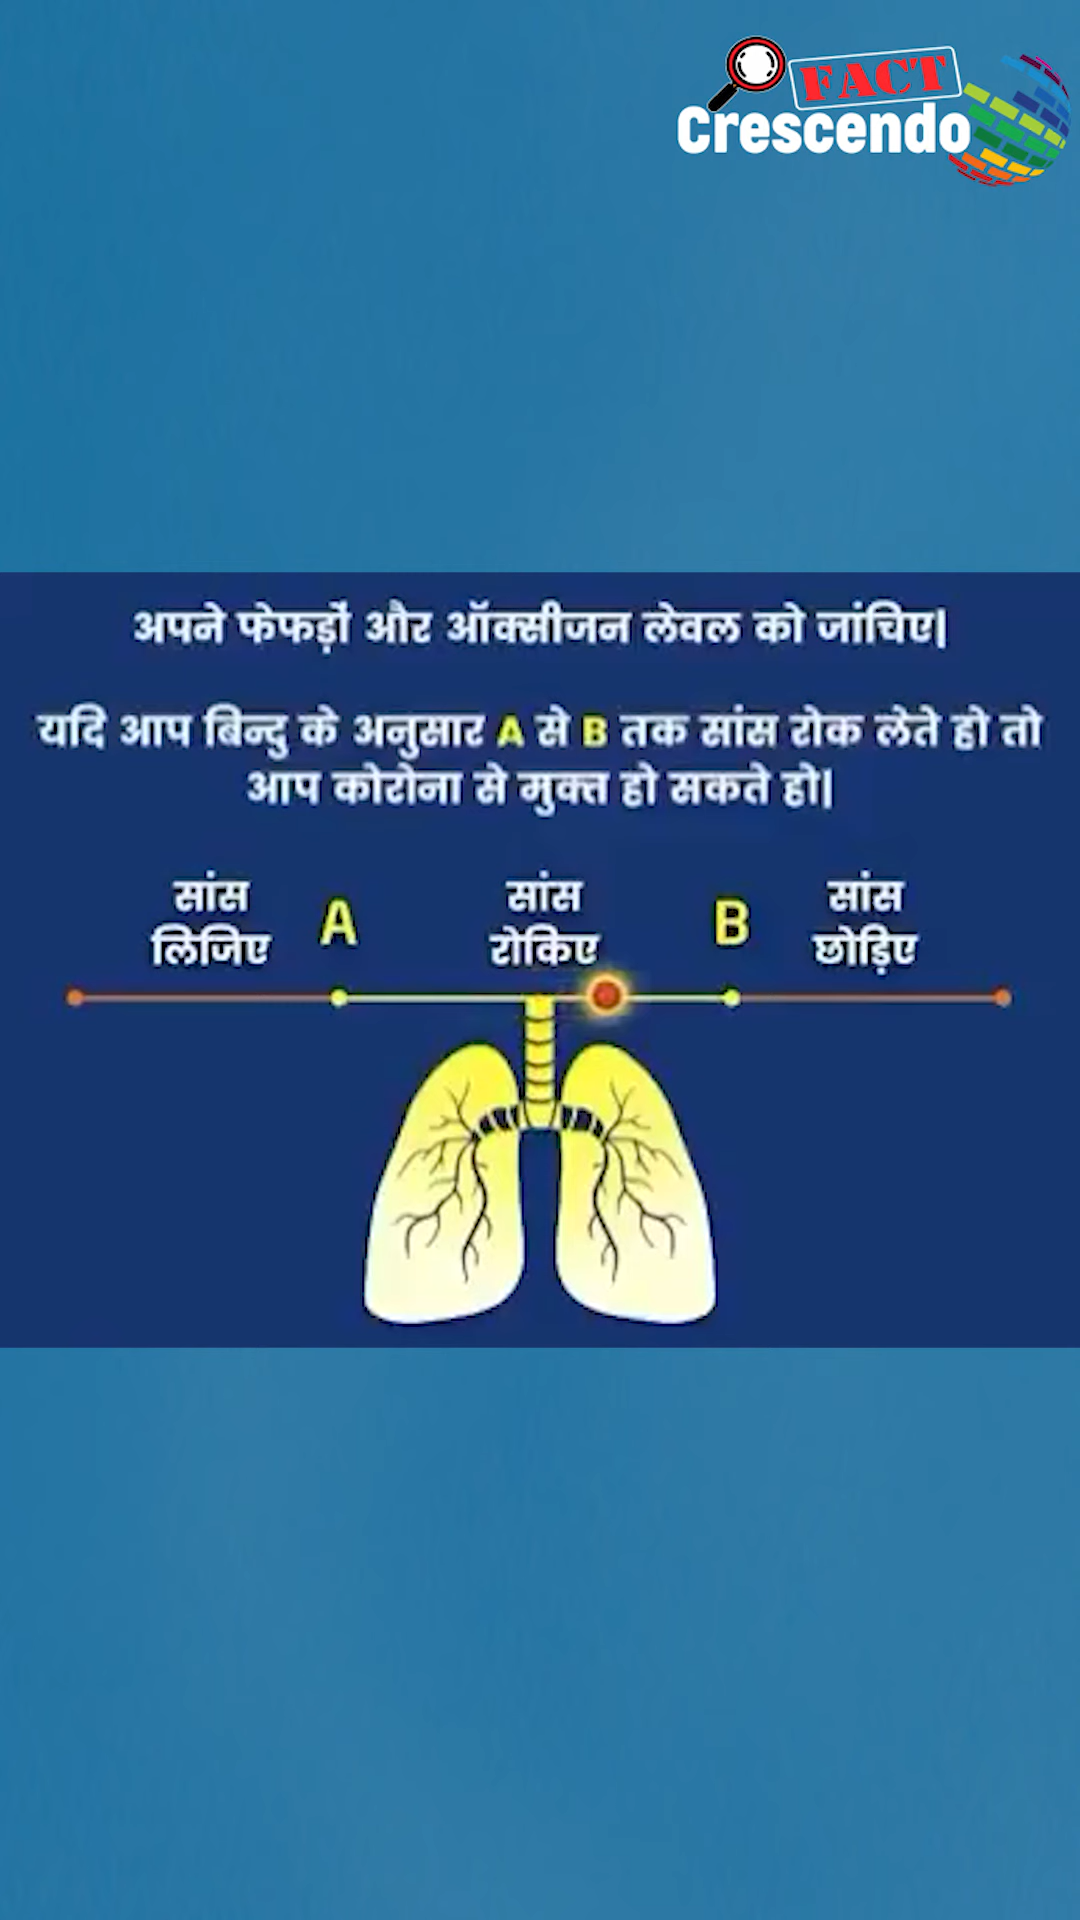 FACT
Crescendo
अपने फेफड़ों और ऑक्सीजन लेवल को जांचिए|
यदि आप बिन्दु के अनुसार A से B तक सांस रोक लेते हो तो
आप कोरोना से मुक्त हो सकते हो|
सांस
लिजिए
A
सांस
रोकिए
B
सांस
छोड़िए